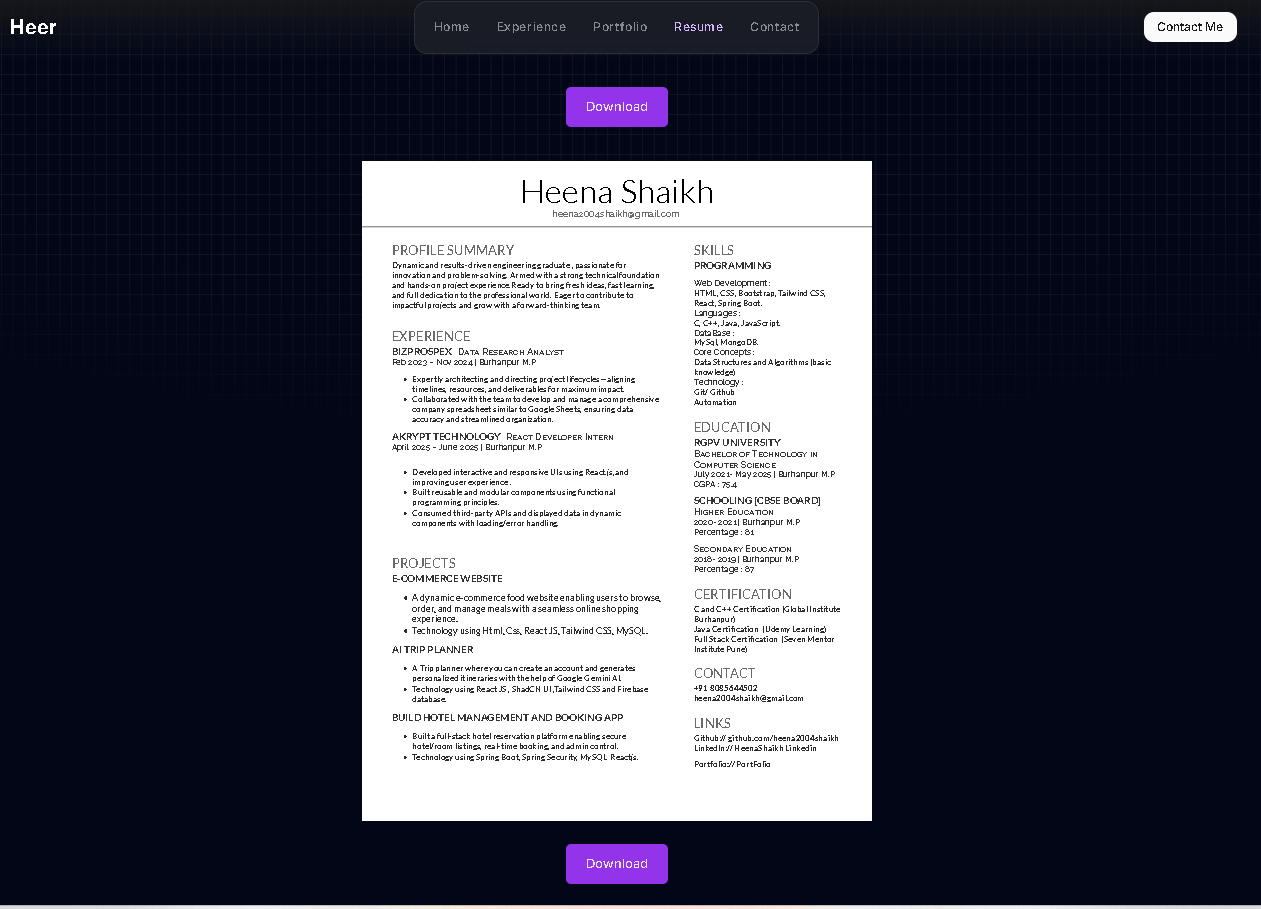 Heer
Home Experience Portfolio Resume Contact
Contact Me
Download
Heena Shaikh
heena2004shaikh@gmail.com
PROFILE SUMMARY
Dynamic and results-driven engineering graduate, passionate for
innovation and problem-solving. Armed with a strong technical foundation
and hands-on project experience. Ready to bring fresh ideas, fast learning,
and full dedication to the professional world. Eager to contribute to
impactful projects and grow with a forward-thinking team.
EXPERIENCE
BIZPROSPEX Data Research Analyst
Feb 2023 – Nov 2024 | Burhanpur M.P
• Expertly architecting and directing project lifecycles—aligning
timelines, resources, and deliverables for maximum impact.
• Collaborated with the team to develop and manage a comprehensive
company spreadsheet similar to Google Sheets, ensuring data
accuracy and streamlined organization.
AKRYPT TECHNOLOGY React Developer Intern
April 2025 – June 2025 | Burhanpur M.P
• Developed interactive and responsive UIs using React.js, and
improving user experience.
• Built reusable and modular components using functional
programming principles.
• Consumed third-party APIs and displayed data in dynamic
components with loading/error handling.
PROJECTS
E-COMMERCE WEBSITE
• A dynamic e-commerce food website enabling users to browse,
order, and manage meals with a seamless online shopping
experience.
• Technology using Html, Css, React JS, Tailwind CSS, MySQL.
AI TRIP PLANNER
• A Trip planner where you can create an account and generates
personalized itineraries with the help of Google Gemini AI.
• Technology using React JS , ShadCN UI ,Tailwind CSS and Firebase
database.
BUILD HOTEL MANAGEMENT AND BOOKING APP
• Built a full-stack hotel reservation platform enabling secure
hotel/room listings, real-time booking, and admin control.
• Technology using Spring Boat, Spring Security, MySQL Reactjs.
SKILLS
PROGRAMMING
Web Development :
HTML, CSS, Bootstrap, Tailwind CSS,
React, Spring Boot.
Languages :
C, C++, Java, JavaScript.
DataBase :
MySql, MongoDB.
Core Concepts :
Data Structures and Algorithms (basic
knowledge)
Technology :
Git/ Github
Automation
EDUCATION
RGPV UNIVERSITY
Bachelor of Technology in
Computer Science
July 2021- May 2025 | Burhanpur M.P
CGPA : 75.4
SCHOOLING [CBSE BOARD]
Higher Education
2020-2021| Burhanpur M.P
Percentage : 81
Secondary Education
2018- 2019 | Burhanpur M.P
Percentage : 87
CERTIFICATION
C and C++ Certification (Global Institute
Burhanpur)
Java Certification (Udemy Learning)
Full Stack Certification (Seven Mentor
Institute Pune)
CONTACT
+91 8085644502
heena2004shaikh@gmail.com
LINKS
Github:// github.com/heena2004shaikh
LinkedIn:// HeenaShaikh Linkedin
Portfolio:// PortFolio
Download